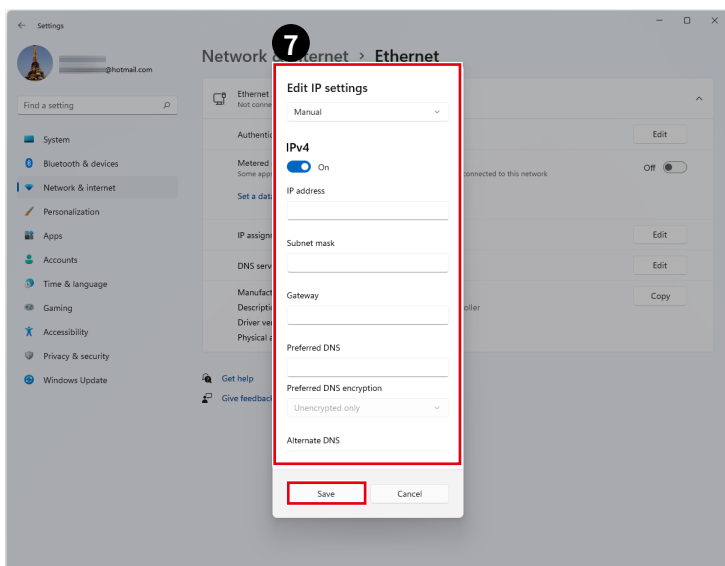 Settings
@hotmail.com
Find a setting
System
Bluetooth & devices
Network & internet
Personalization
Apps
Accounts
Time & language
Gaming
Accessibility
Privacy & security
Windows Update
Network & internet > Ethernet
7
Ethernet
Not conne
Authentic
Edit
Metered
Some app
connected to this network
Off
Set a data
IP assignm
Edit
DNS serv
Edit
Manufact
Copy
Descriptio
oller
Driver ver
Physical a
Get help
Give feedback
Edit IP settings
Manual
IPv4
On
IP address
Subnet mask
Gateway
Preferred DNS
Preferred DNS encryption
Unencrypted only
Alternate DNS
Save
Cancel